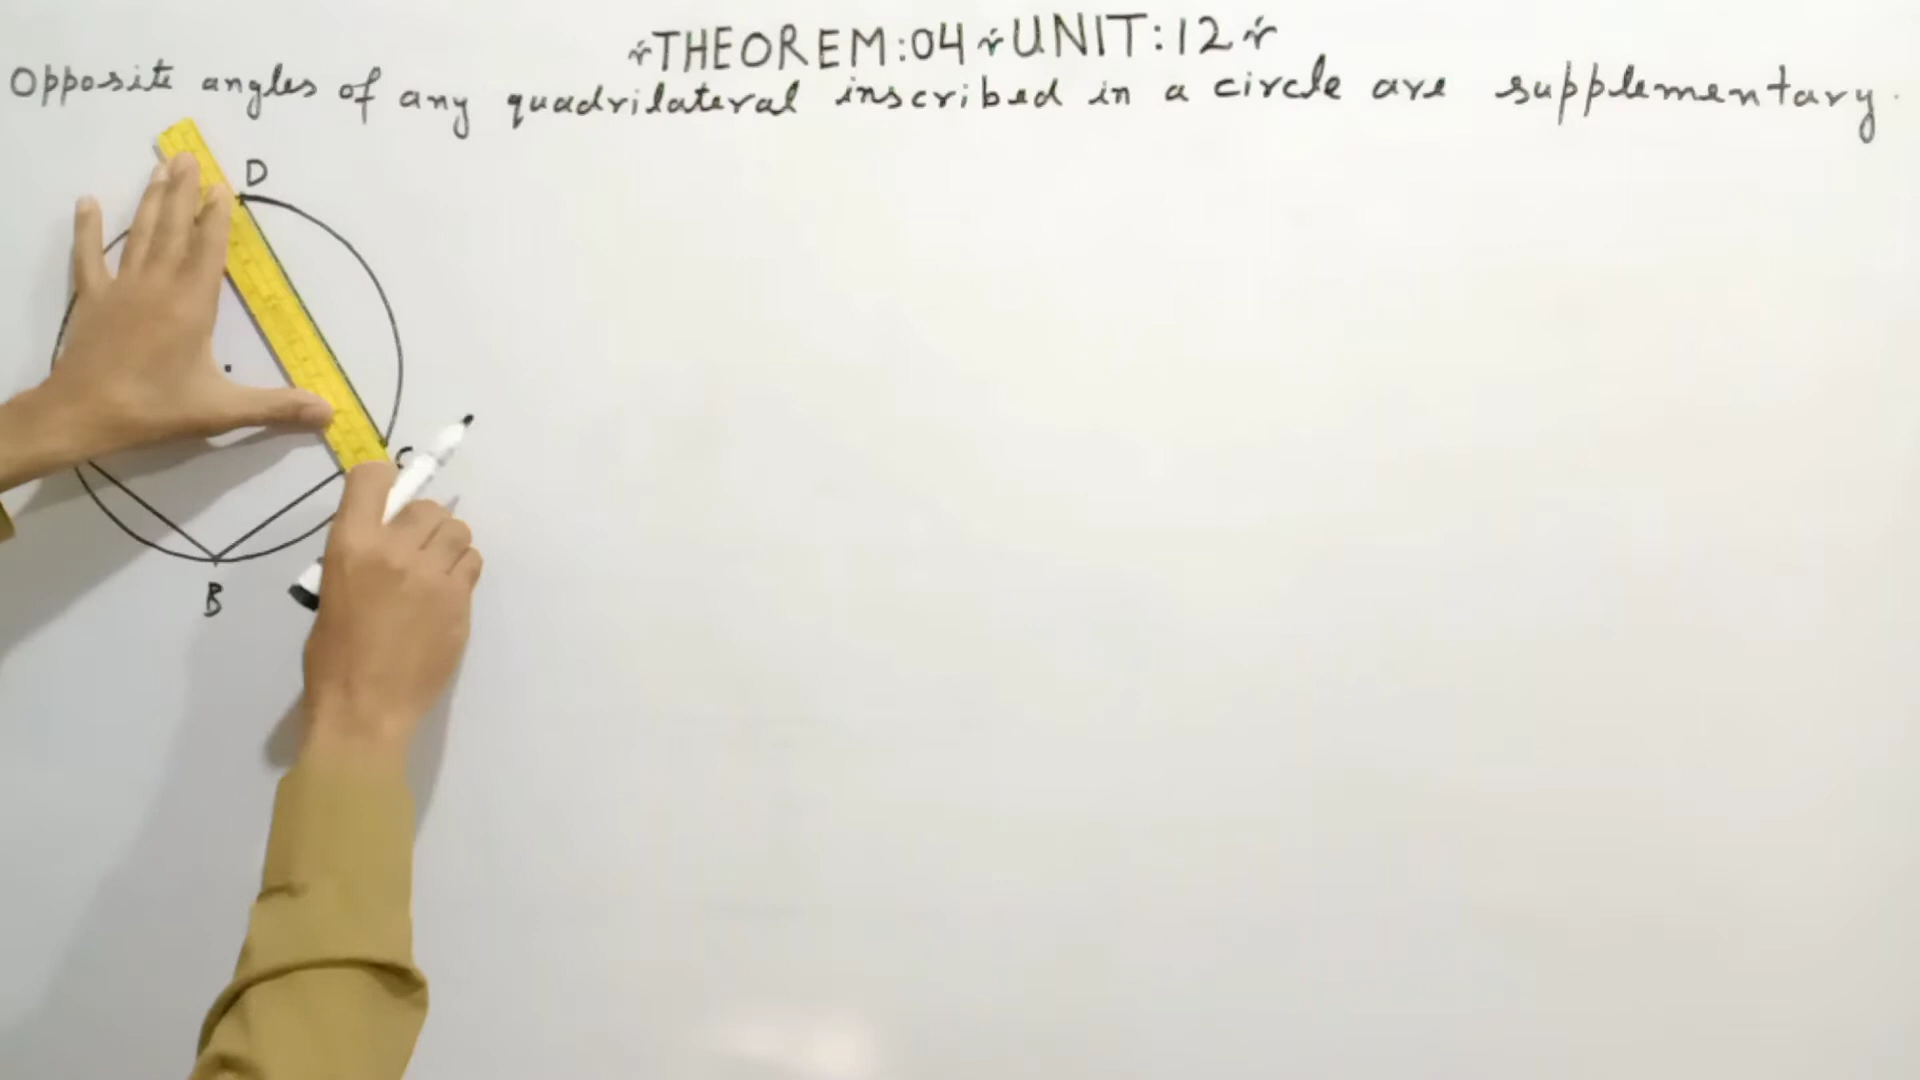 THEOREM:04 UNIT:12
Opposite angles of any quadrilateral inscribed in a circle are supplementary.
D
C
B